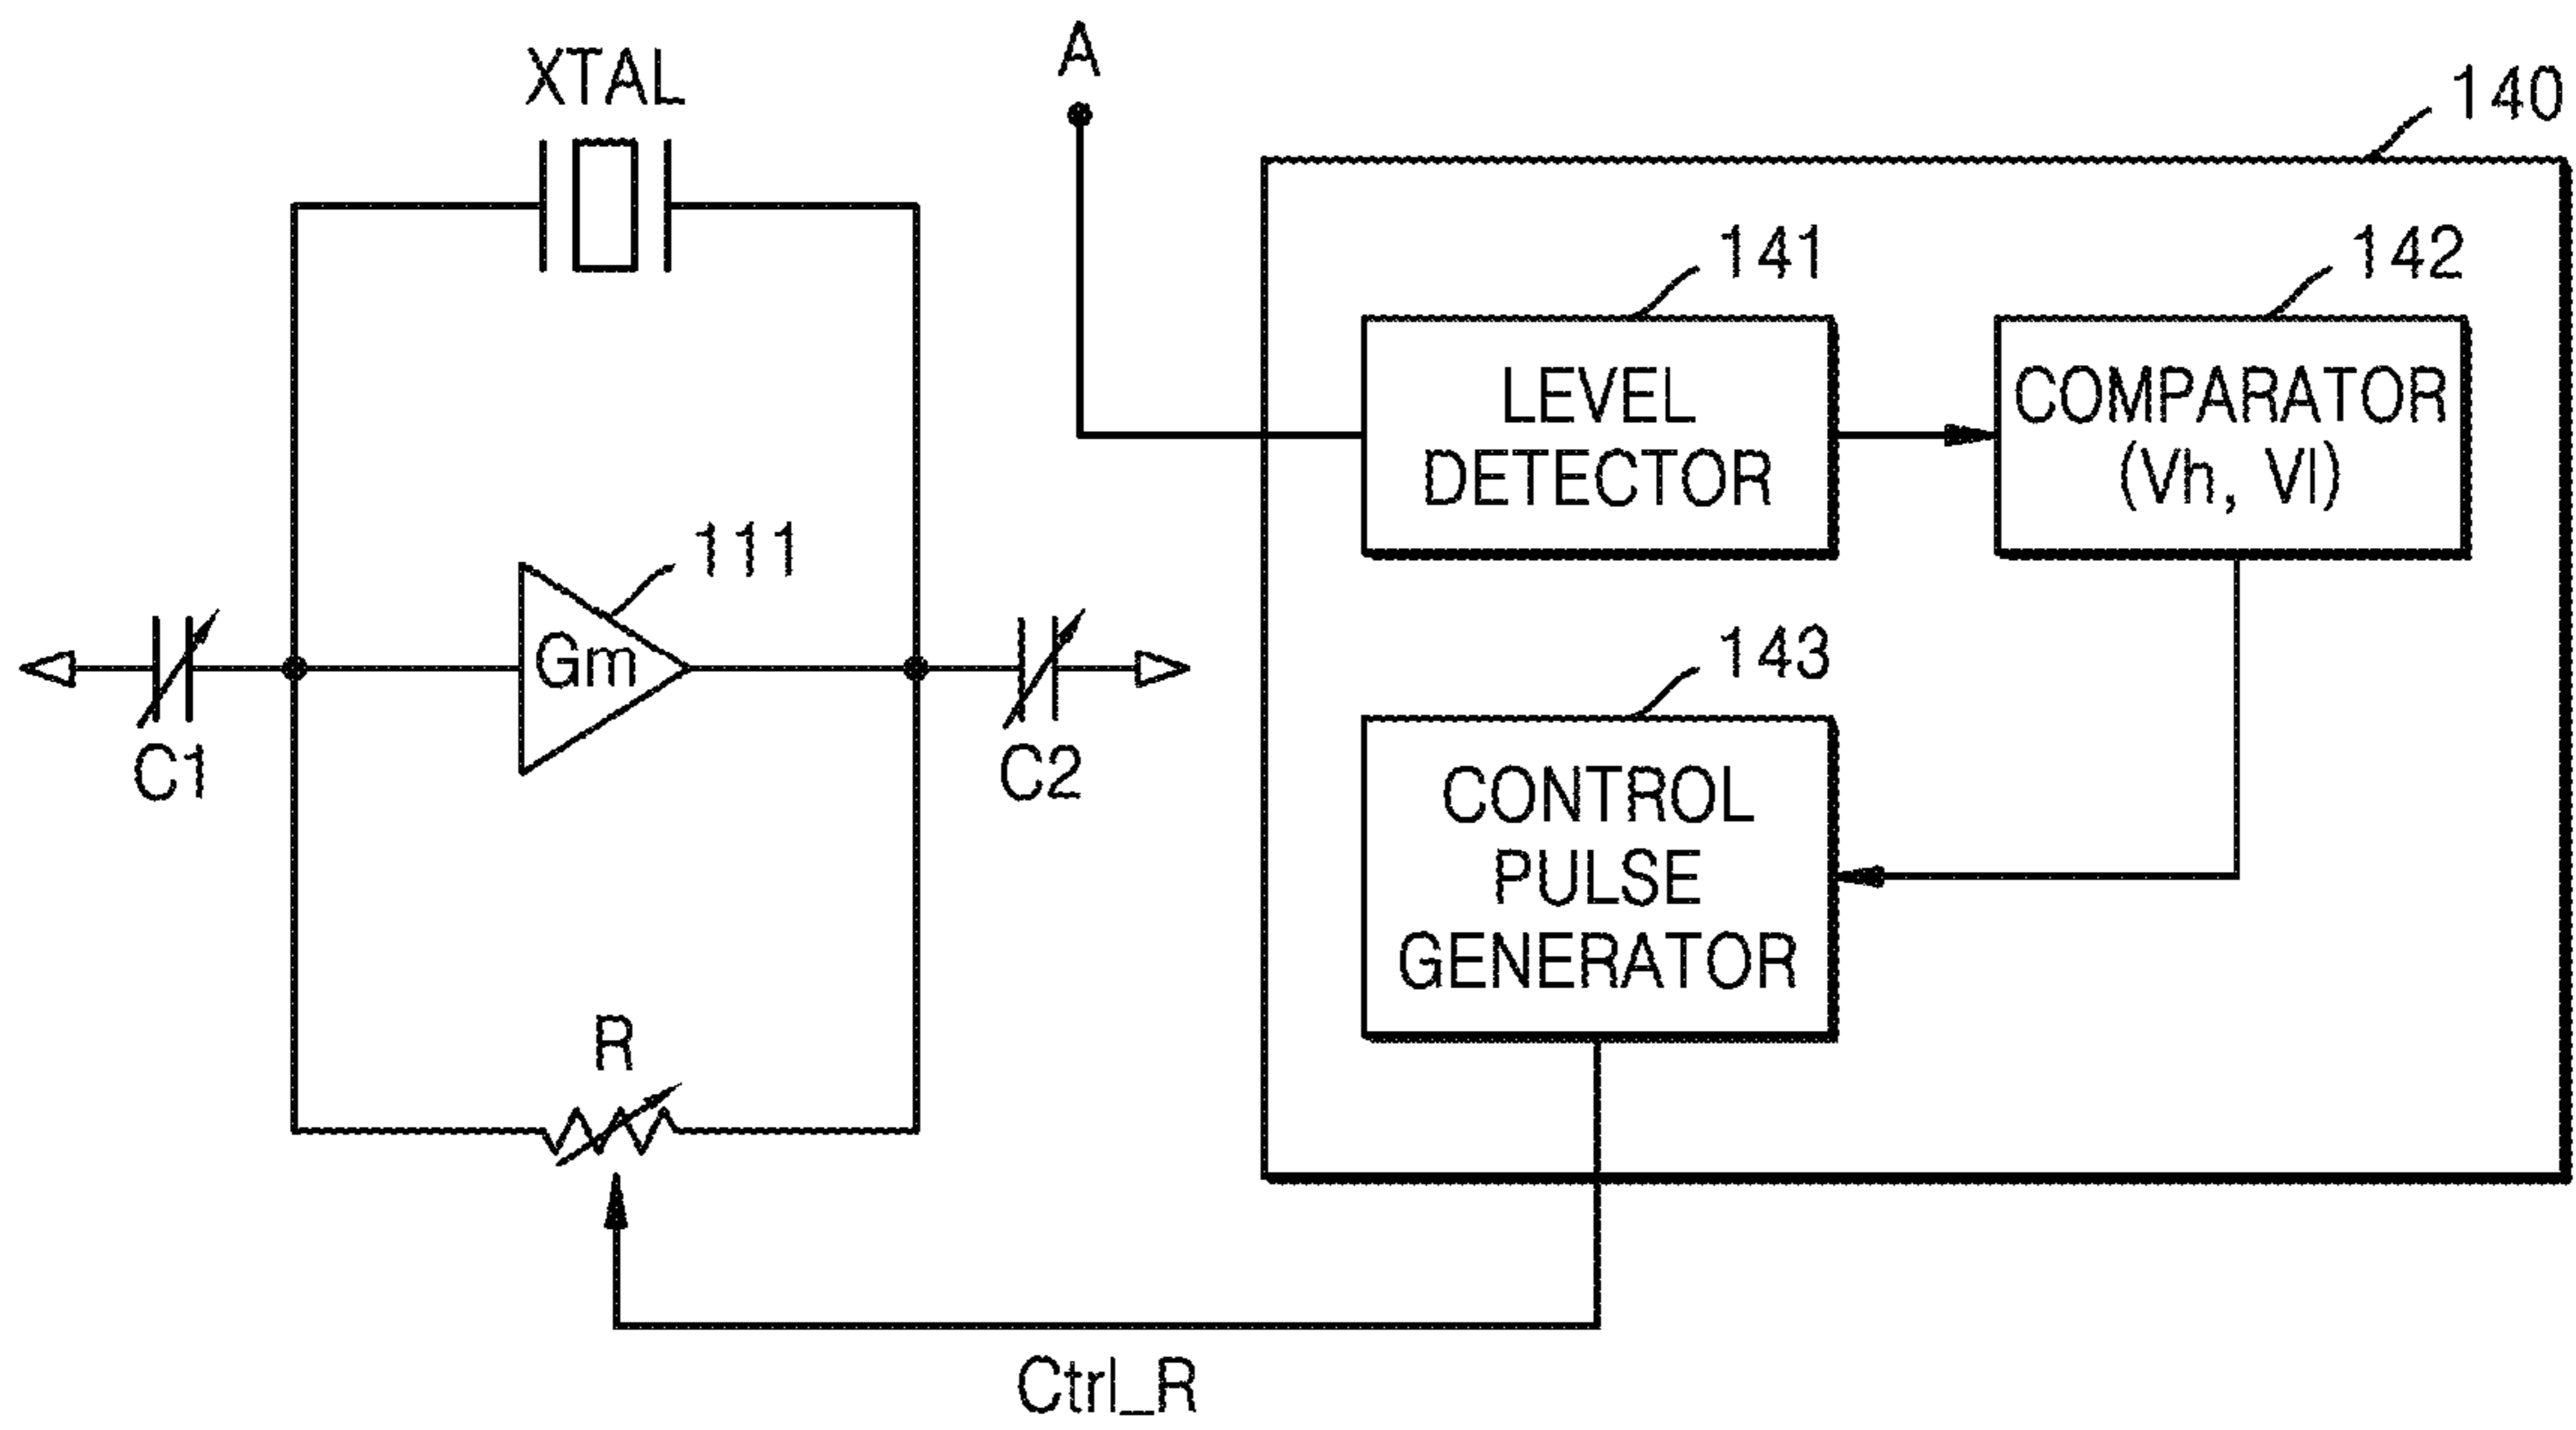 XTAL
A
140
141
142
LEVEL
DETECTOR
COMPARATOR
(Vh, Vl)
111
Gm
C1
C2
143
CONTROL
PULSE
GENERATOR
R
Ctrl_R